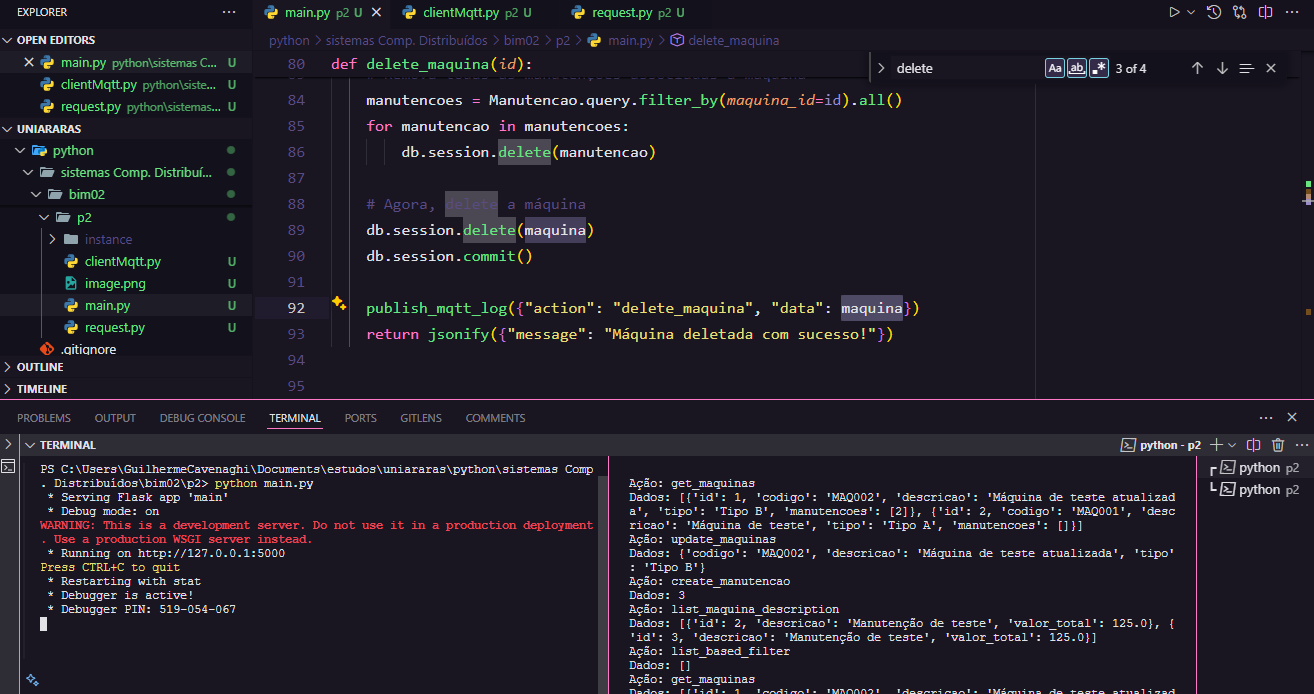 EXPLORER
OPEN EDITORS
main.py python\sistemas C... U
clientMqtt.py python\siste... U
request.py python\sistemas... U
UNIARARAS
python
sistemas Comp. Distribuí...
bim02
p2
instance
clientMqtt.py U
image.png U
main.py U
request.py U
.gitignore
OUTLINE
TIMELINE
main.py p2 U
clientMqtt.py p2 U
request.py p2 U
python > sistemas Comp. Distribuídos > bim02 > p2 > main.py > delete_maquina
delete
Aa ab .* 3 of 4
80 def delete_maquina(id):
84 manutencoes = Manutencao.query.filter_by(maquina_id=id).all()
85 for manutencao in manutencoes:
86 db.session.delete(manutencao)
87
88 # Agora, delete a máquina
89 db.session.delete(maquina)
90 db.session.commit()
91
92 publish_mqtt_log({"action": "delete_maquina", "data": maquina})
93 return jsonify({"message": "Máquina deletada com sucesso!"})
94
95
PROBLEMS OUTPUT DEBUG CONSOLE TERMINAL PORTS GITLENS COMMENTS
TERMINAL
python - p2
PS C:\Users\GuilhermeCavenaghi\Documents\estudos\uniararas\python\sistemas Comp
. Distribuídos\bim02\p2> python main.py
* Serving Flask app 'main'
* Debug mode: on
WARNING: This is a development server. Do not use it in a production deployment
. Use a production WSGI server instead.
* Running on http://127.0.0.1:5000
Press CTRL+C to quit
* Restarting with stat
* Debugger is active!
* Debugger PIN: 519-054-067
Ação: get_maquinas
Dados: [{'id': 1, 'codigo': 'MAQ002', 'descricao': 'Máquina de teste atualizad
a', 'tipo': 'Tipo B', 'manutencoes': [2]}, {'id': 2, 'codigo': 'MAQ001', 'desc
ricao': 'Máquina de teste', 'tipo': 'Tipo A', 'manutencoes': []}]
Ação: update_maquinas
Dados: {'codigo': 'MAQ002', 'descricao': 'Máquina de teste atualizada', 'tipo'
: 'Tipo B'}
Ação: create_manutencao
Dados: 3
Ação: list_maquina_description
Dados: [{'id': 2, 'descricao': 'Manutenção de teste', 'valor_total': 125.0}, {
'id': 3, 'descricao': 'Manutenção de teste', 'valor_total': 125.0}]
Ação: list_based_filter
Dados: []
Ação: get_maquinas
Dados: [{'id': 1, 'codigo': 'MAQ002', 'descricao': 'Máquina de teste atualizad
python p2
python p2